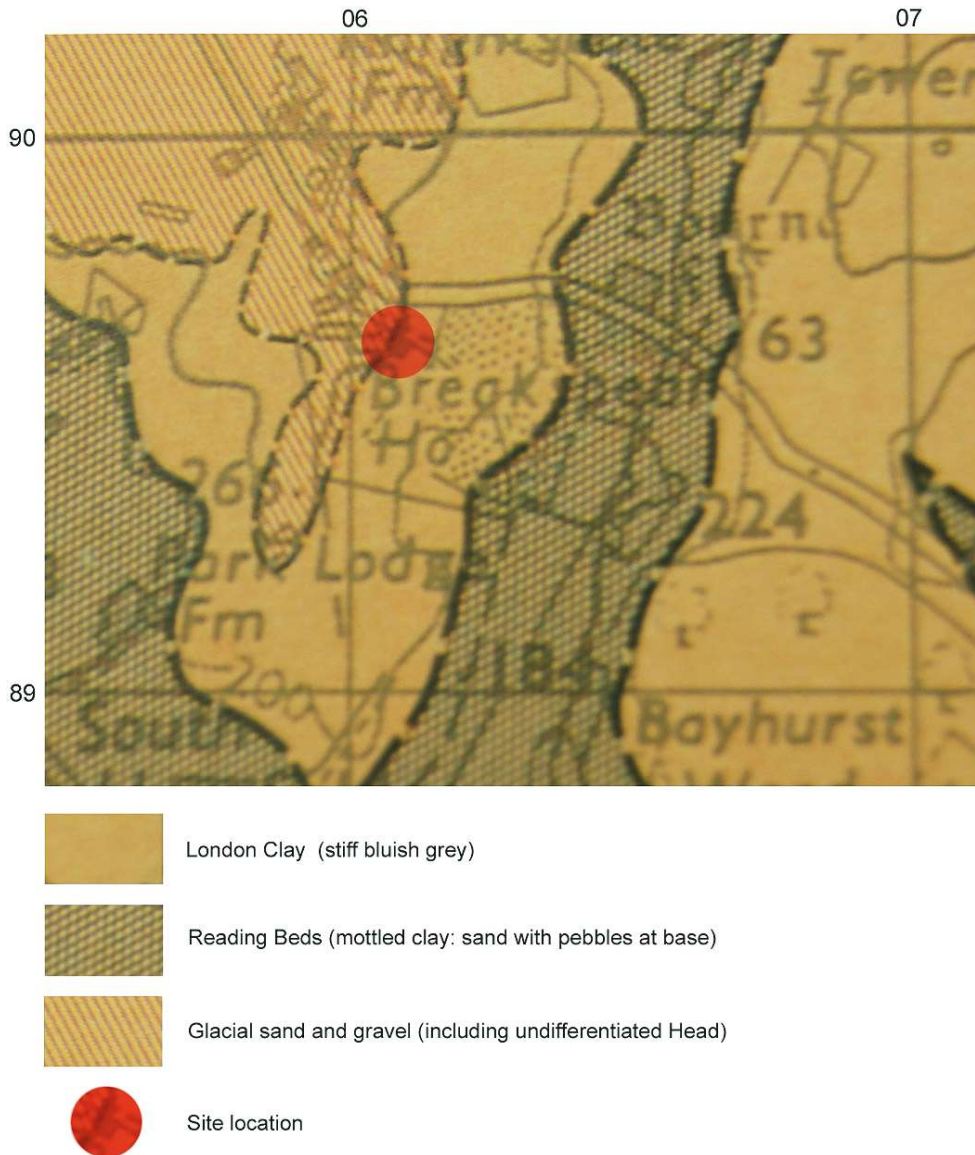 06 07
90
Fm
Tower
63
Break
Ho
224
Park Lodge
Fm
200
184
89
South
Bayhurst
London Clay (stiff bluish grey)
Reading Beds (mottled clay: sand with pebbles at base)
Glacial sand and gravel (including undifferentiated Head)
Site location